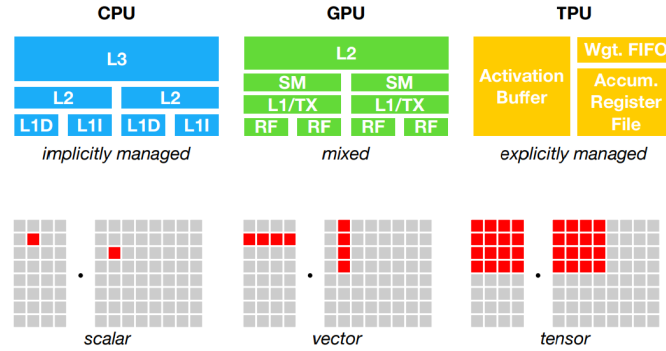 CPU
GPU
TPU
L3
L2 L2
L1D L1I L1D L1I
implicitly managed
L2
SM SM
L1/TX L1/TX
RF RF RF RF
mixed
Activation
Buffer
Wgt. FIFO
Accum.
Register
File
explicitly managed
scalar
vector
tensor